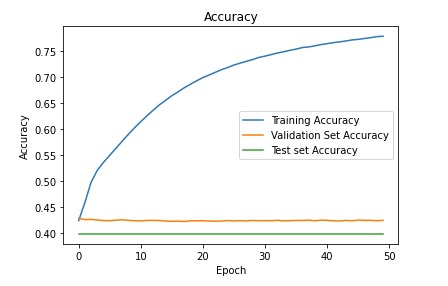 Accuracy
0.75
0.70
0.65
0.60
0.55
0.50
0.45
0.40
Accuracy
Training Accuracy
Validation Set Accuracy
Test set Accuracy
0 10 20 30 40 50
Epoch